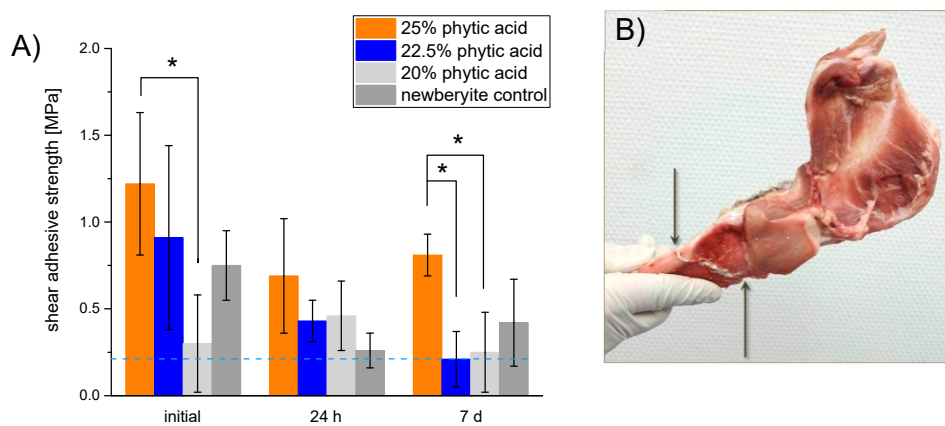 A)
25% phytic acid
22.5% phytic acid
20% phytic acid
newberyite control
shear adhesive strength [MPa]
2.0
1.5
1.0
0.5
0.0
*
*
*
initial 24 h 7 d
B)